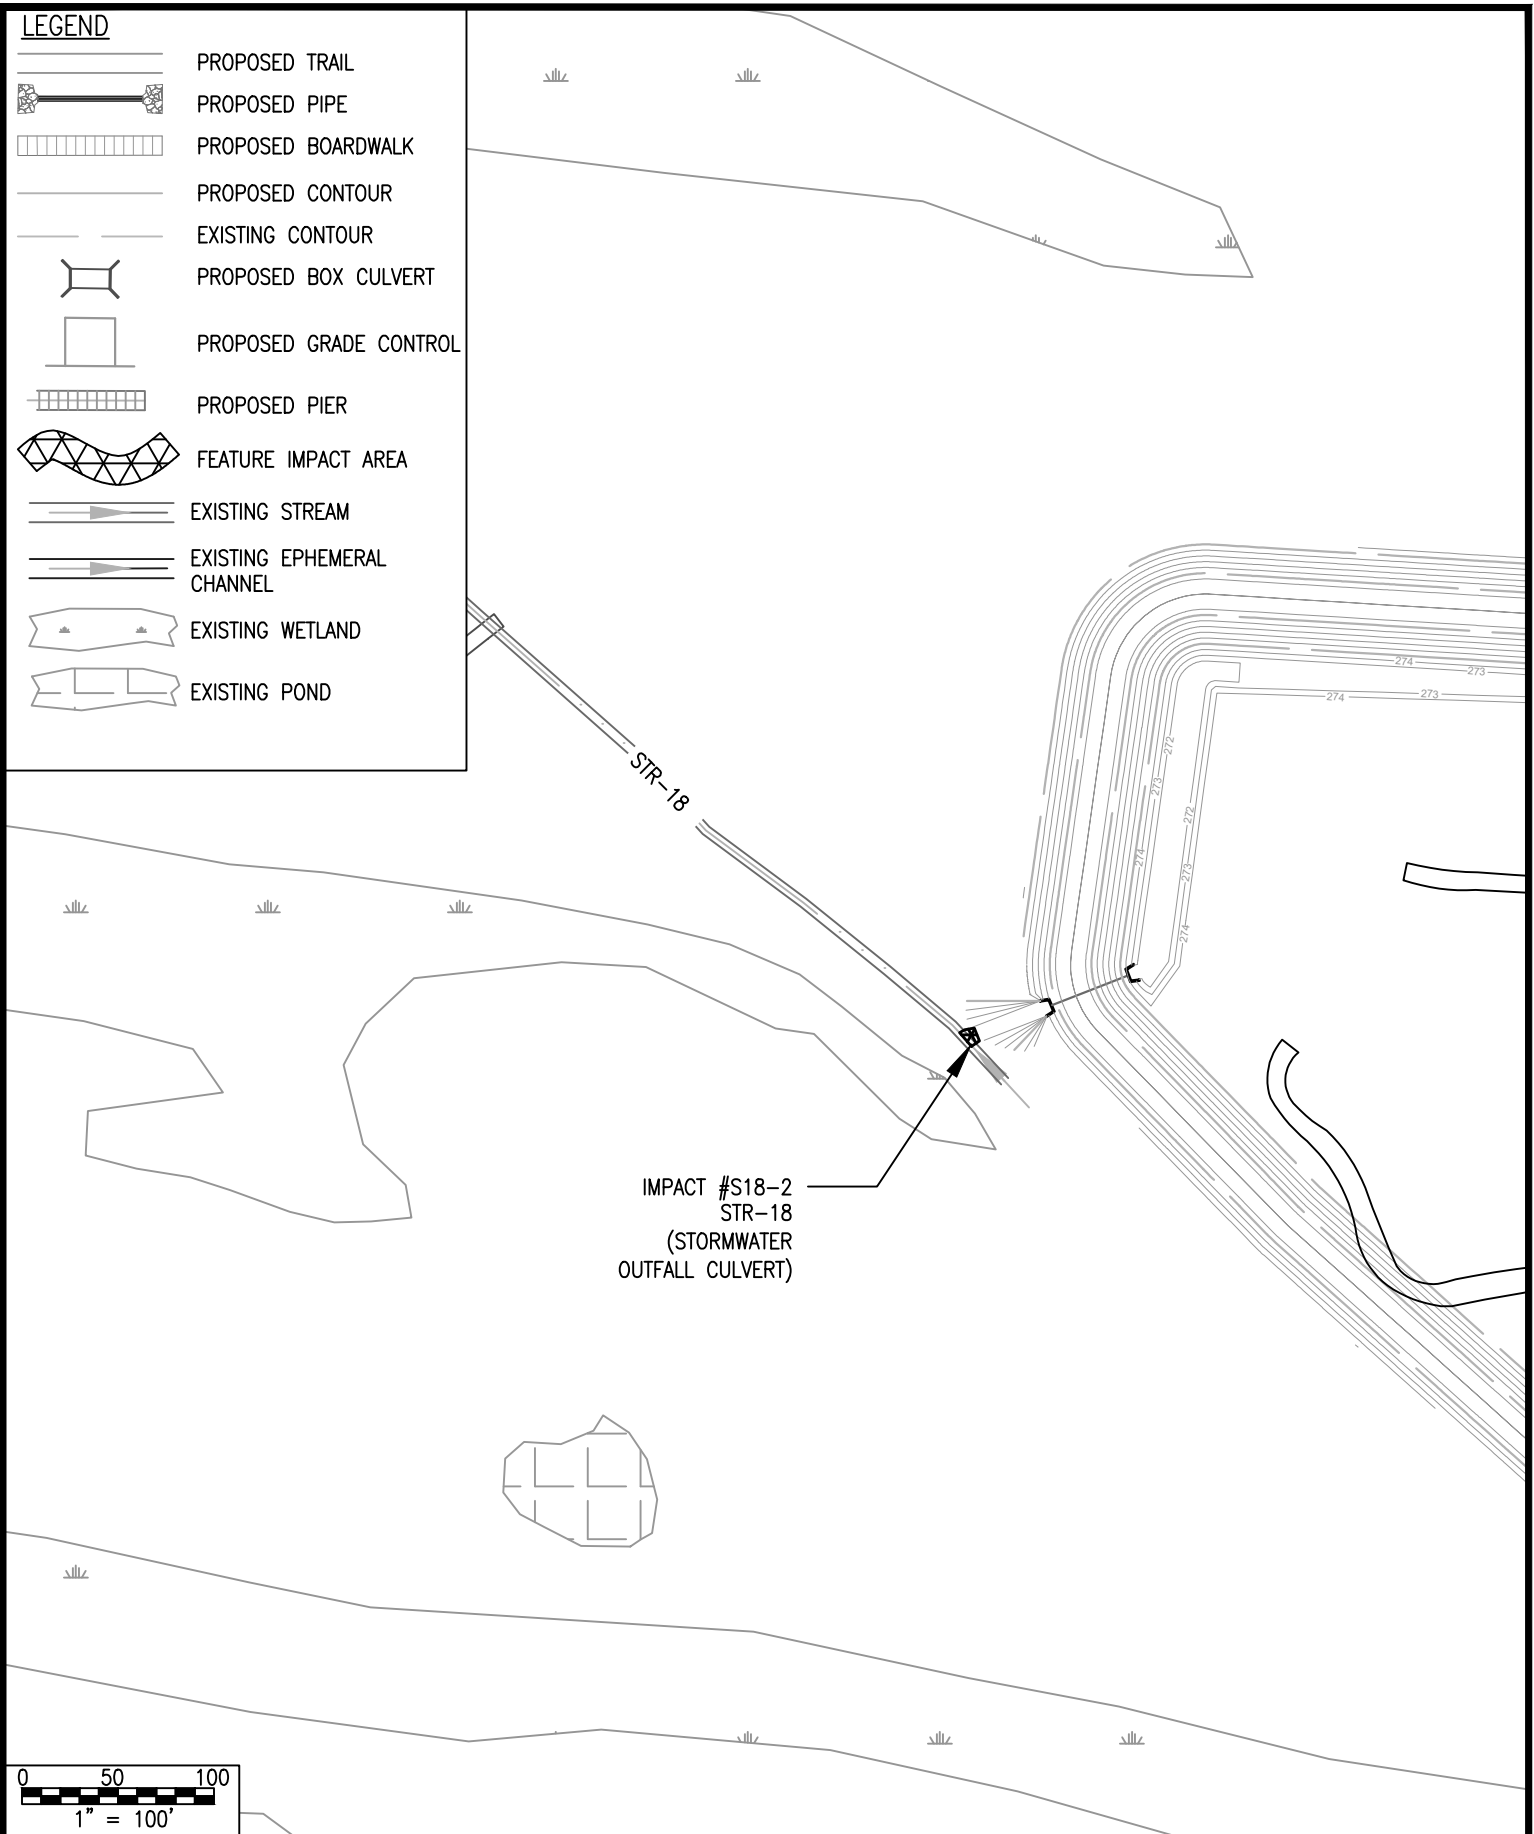 LEGEND
PROPOSED TRAIL
PROPOSED PIPE
PROPOSED BOARDWALK
PROPOSED CONTOUR
EXISTING CONTOUR
PROPOSED BOX CULVERT
PROPOSED GRADE CONTROL
PROPOSED PIER
FEATURE IMPACT AREA
EXISTING STREAM
EXISTING EPHEMERAL
CHANNEL
EXISTING WETLAND
EXISTING POND
274
273
274
273
272
273
272
274
273
274
STR-18
IMPACT #S18-2
STR-18
(STORMWATER
OUTFALL CULVERT)
0 50 100
1" = 100'